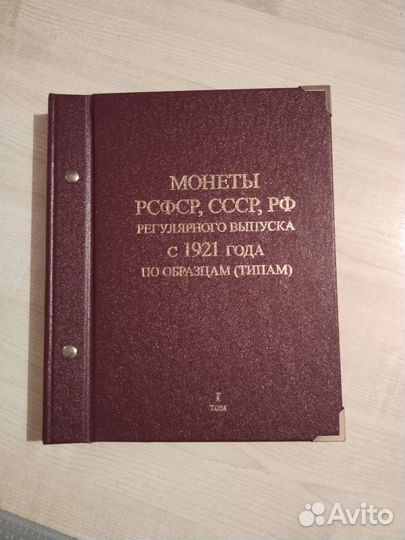 МОНЕТЫ
РСФСР, СССР, РФ
РЕГУЛЯРНОГО ВЫПУСКА
С 1921 ГОДА
ПО ОБРАЗЦАМ (ТИПАМ)
I
ТОМ
Avito